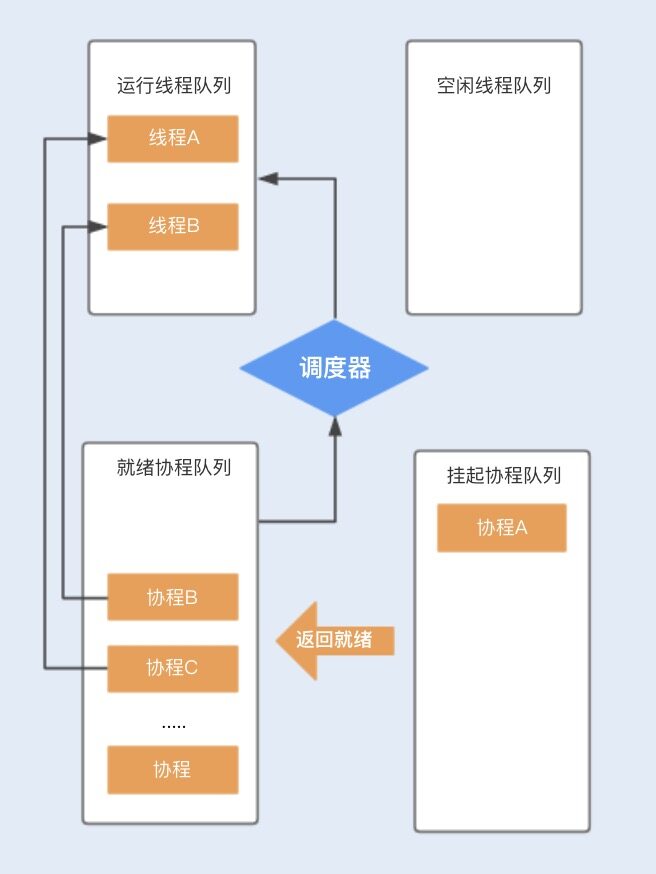 运行线程队列
线程A
线程B
空闲线程队列
调度器
就绪协程队列
协程B
协程C
.....
协程
挂起协程队列
协程A
返回就绪